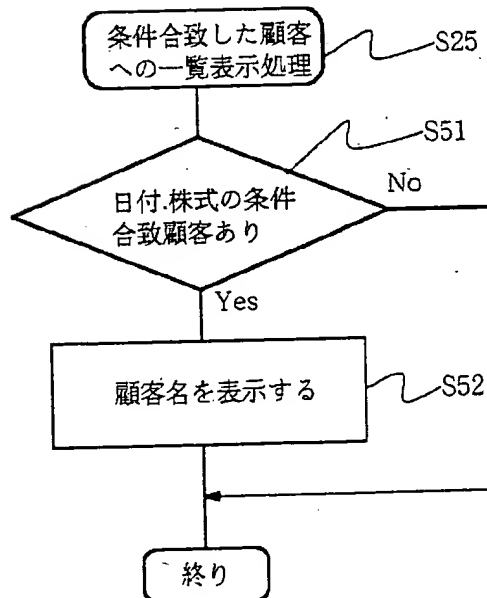 条件合致した顧客
への一覧表示処理
S25
S51
日付.株式の条件
合致顧客あり
No
Yes
顧客名を表示する
S52
終り